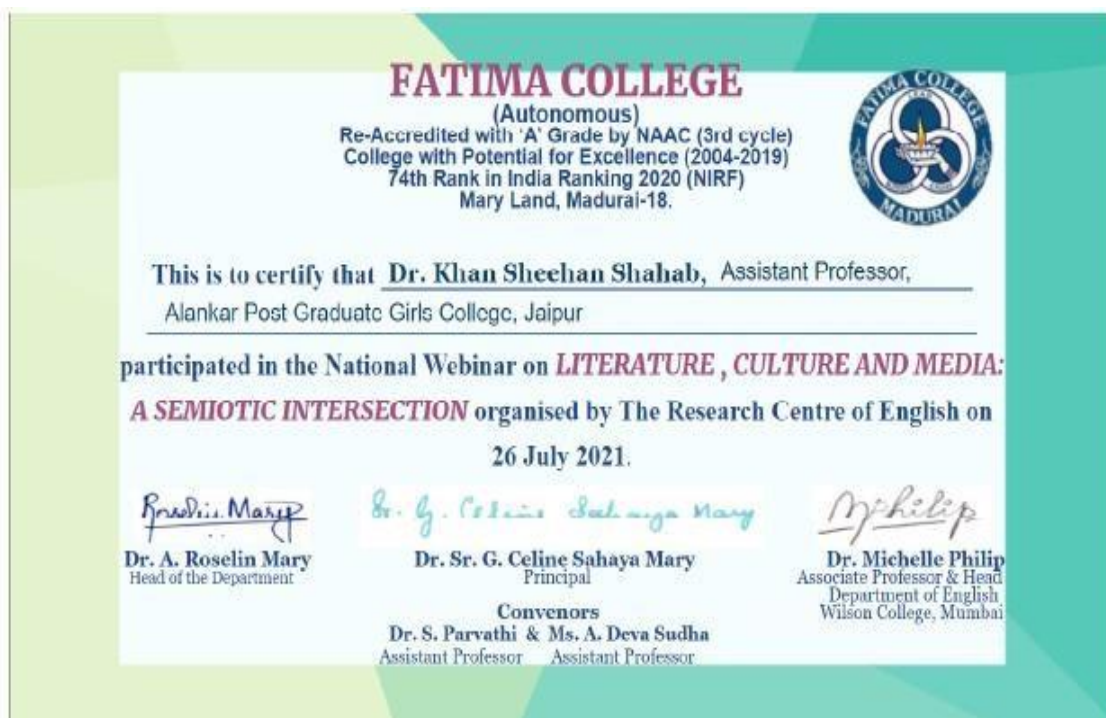 FATIMA COLLEGE
(Autonomous)
Re-Accredited with 'A' Grade by NAAC (3rd cycle)
College with Potential for Excellence (2004-2019)
74th Rank in India Ranking 2020 (NIRF)
Mary Land, Madurai-18.
FATIMA COLLEGE
MADURAI
This is to certify that Dr. Khan Sheehan Shahab, Assistant Professor,
Alankar Post Graduate Girls College, Jaipur
participated in the National Webinar on LITERATURE , CULTURE AND MEDIA:
A SEMIOTIC INTERSECTION organised by The Research Centre of English on
26 July 2021.
Roselin Mary
Sr. G. Celine Sahaya Mary
MPhilip
Dr. A. Roselin Mary
Head of the Department
Dr. Sr. G. Celine Sahaya Mary
Principal
Dr. Michelle Philip
Associate Professor & Head
Department of English
Wilson College, Mumbai
Convenors
Dr. S. Parvathi & Ms. A. Deva Sudha
Assistant Professor Assistant Professor